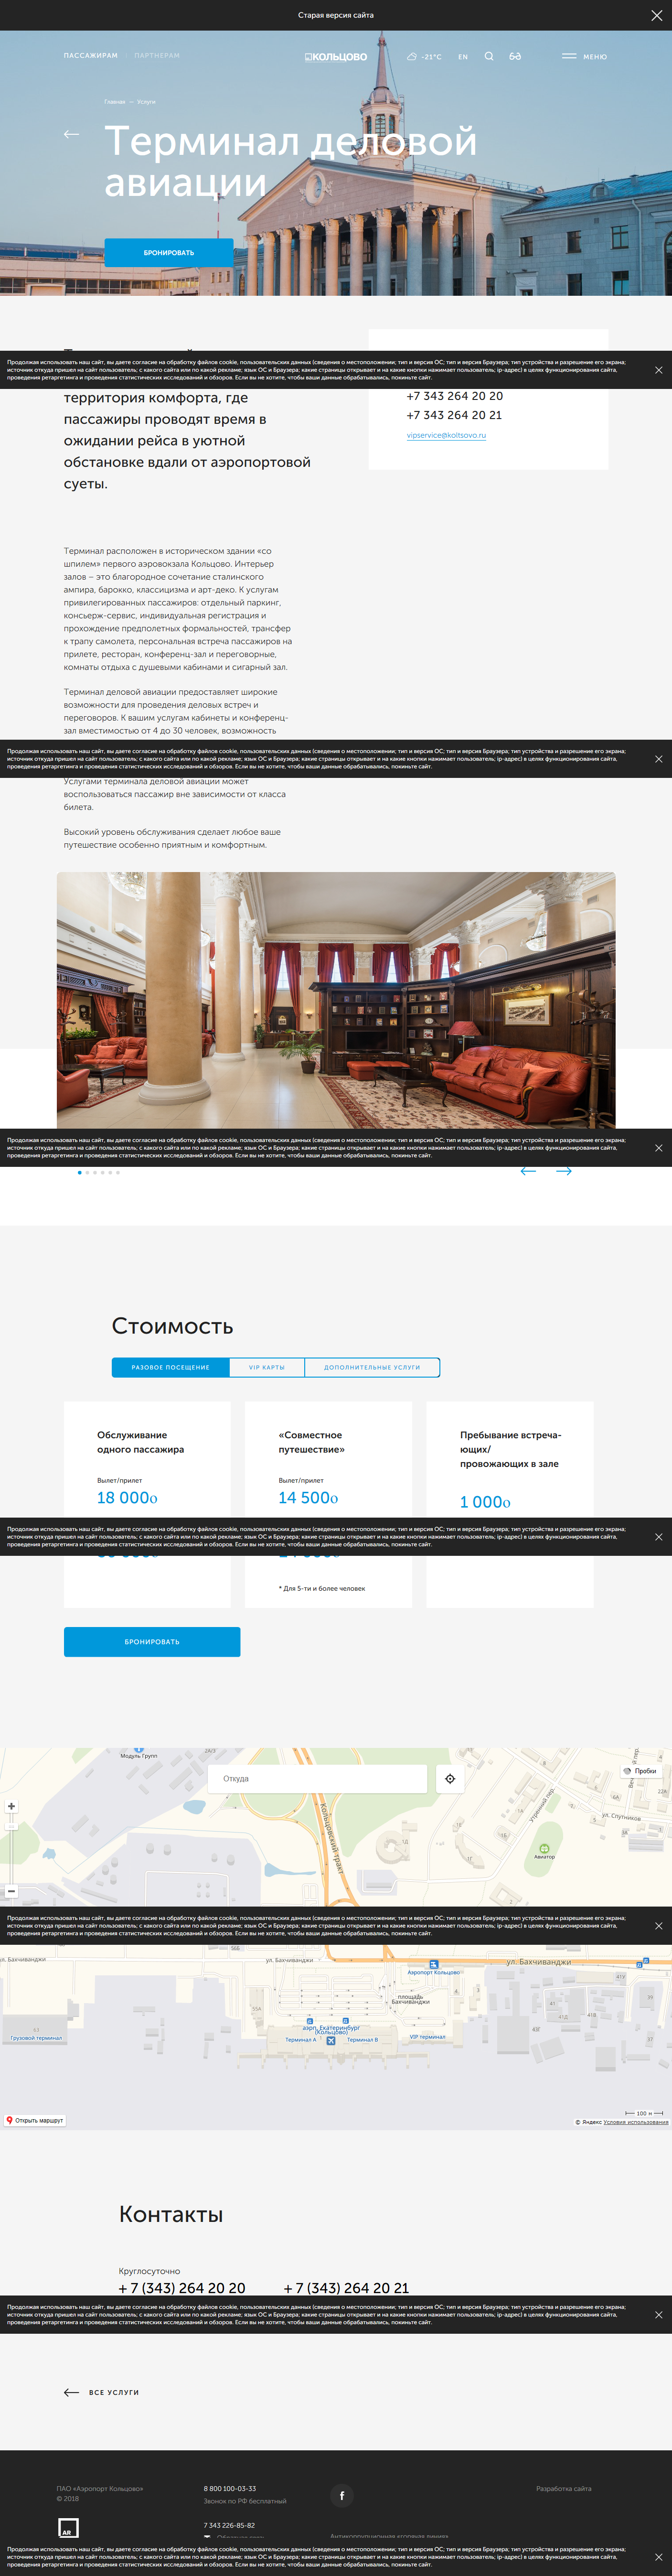 Старая версия сайта
ПАССАЖИРАМ ПАРТНЕРАМ
КОЛЬЦОВО
-21°C EN
МЕНЮ
Главная — Услуги
Терминал деловой
авиации
БРОНИРОВАТЬ
Продолжая использовать наш сайт, вы даете согласие на обработку файлов cookie, пользовательских данных (сведения о местоположении; тип и версия ОС; тип и версия Браузера; тип устройства и разрешение его экрана;
источник откуда пришел на сайт пользователь; с какого сайта или по какой рекламе; язык ОС и Браузера; какие страницы открывает и на какие кнопки нажимает пользователь; ip-адрес) в целях функционирования сайта,
проведения ретаргетинга и проведения статистических исследований и обзоров. Если вы не хотите, чтобы ваши данные обрабатывались, покиньте сайт.
территория комфорта, где
пассажиры проводят время в
ожидании рейса в уютной
обстановке вдали от аэропортовой
суеты.
+7 343 264 20 20
+7 343 264 20 21
vipservice@koltsovo.ru
Терминал расположен в историческом здании «со
шпилем» первого аэровокзала Кольцово. Интерьер
залов – это благородное сочетание сталинского
ампира, барокко, классицизма и арт-деко. К услугам
привилегированных пассажиров: отдельный паркинг,
консьерж-сервис, индивидуальная регистрация и
прохождение предполетных формальностей, трансфер
к трапу самолета, персональная встреча пассажиров на
прилете, ресторан, конференц-зал и переговорные,
комнаты отдыха с душевыми кабинами и сигарный зал.
Терминал деловой авиации предоставляет широкие
возможности для проведения деловых встреч и
переговоров. К вашим услугам кабинеты и конференц-
зал вместимостью от 4 до 30 человек, возможность
Продолжая использовать наш сайт, вы даете согласие на обработку файлов cookie, пользовательских данных (сведения о местоположении; тип и версия ОС; тип и версия Браузера; тип устройства и разрешение его экрана;
источник откуда пришел на сайт пользователь; с какого сайта или по какой рекламе; язык ОС и Браузера; какие страницы открывает и на какие кнопки нажимает пользователь; ip-адрес) в целях функционирования сайта,
проведения ретаргетинга и проведения статистических исследований и обзоров. Если вы не хотите, чтобы ваши данные обрабатывались, покиньте сайт.
Услугами терминала деловой авиации может
воспользоваться пассажир вне зависимости от класса
билета.
Высокий уровень обслуживания сделает любое ваше
путешествие особенно приятным и комфортным.
Продолжая использовать наш сайт, вы даете согласие на обработку файлов cookie, пользовательских данных (сведения о местоположении; тип и версия ОС; тип и версия Браузера; тип устройства и разрешение его экрана;
источник откуда пришел на сайт пользователь; с какого сайта или по какой рекламе; язык ОС и Браузера; какие страницы открывает и на какие кнопки нажимает пользователь; ip-адрес) в целях функционирования сайта,
проведения ретаргетинга и проведения статистических исследований и обзоров. Если вы не хотите, чтобы ваши данные обрабатывались, покиньте сайт.
Стоимость
РАЗОВОЕ ПОСЕЩЕНИЕ VIP КАРТЫ ДОПОЛНИТЕЛЬНЫЕ УСЛУГИ
Обслуживание
одного пассажира
Вылет/прилет
18 000о
«Совместное
путешествие»
Вылет/прилет
14 500о
Пребывание встреча-
ющих/
провожающих в зале
1 000о
Продолжая использовать наш сайт, вы даете согласие на обработку файлов cookie, пользовательских данных (сведения о местоположении; тип и версия ОС; тип и версия Браузера; тип устройства и разрешение его экрана;
источник откуда пришел на сайт пользователь; с какого сайта или по какой рекламе; язык ОС и Браузера; какие страницы открывает и на какие кнопки нажимает пользователь; ip-адрес) в целях функционирования сайта,
проведения ретаргетинга и проведения статистических исследований и обзоров. Если вы не хотите, чтобы ваши данные обрабатывались, покиньте сайт.
* Для 5-ти и более человек
БРОНИРОВАТЬ
Модуль Групп
Откуда
Пробки
Кольцовский тракт
Утренний пер.
ул. Спутников
Авиатор
Продолжая использовать наш сайт, вы даете согласие на обработку файлов cookie, пользовательских данных (сведения о местоположении; тип и версия ОС; тип и версия Браузера; тип устройства и разрешение его экрана;
источник откуда пришел на сайт пользователь; с какого сайта или по какой рекламе; язык ОС и Браузера; какие страницы открывает и на какие кнопки нажимает пользователь; ip-адрес) в целях функционирования сайта,
проведения ретаргетинга и проведения статистических исследований и обзоров. Если вы не хотите, чтобы ваши данные обрабатывались, покиньте сайт.
ул. Бахчиванджи
ул. Бахчиванджи
ул. Бахчиванджи
Аэропорт Кольцово
площадь
Бахчиванджи
Грузовой терминал
аэрп. Екатеринбург
(Кольцово)
Терминал А
Терминал В
VIP терминал
Открыть маршрут
100 м
© Яндекс Условия использования
Контакты
Круглосуточно
+ 7 (343) 264 20 20 + 7 (343) 264 20 21
Продолжая использовать наш сайт, вы даете согласие на обработку файлов cookie, пользовательских данных (сведения о местоположении; тип и версия ОС; тип и версия Браузера; тип устройства и разрешение его экрана;
источник откуда пришел на сайт пользователь; с какого сайта или по какой рекламе; язык ОС и Браузера; какие страницы открывает и на какие кнопки нажимает пользователь; ip-адрес) в целях функционирования сайта,
проведения ретаргетинга и проведения статистических исследований и обзоров. Если вы не хотите, чтобы ваши данные обрабатывались, покиньте сайт.
ВСЕ УСЛУГИ
ПАО «Аэропорт Кольцово»
© 2018
AR
8 800 100-03-33
Звонок по РФ бесплатный
7 343 226-85-82
f
Разработка сайта
Продолжая использовать наш сайт, вы даете согласие на обработку файлов cookie, пользовательских данных (сведения о местоположении; тип и версия ОС; тип и версия Браузера; тип устройства и разрешение его экрана;
источник откуда пришел на сайт пользователь; с какого сайта или по какой рекламе; язык ОС и Браузера; какие страницы открывает и на какие кнопки нажимает пользователь; ip-адрес) в целях функционирования сайта,
проведения ретаргетинга и проведения статистических исследований и обзоров. Если вы не хотите, чтобы ваши данные обрабатывались, покиньте сайт.